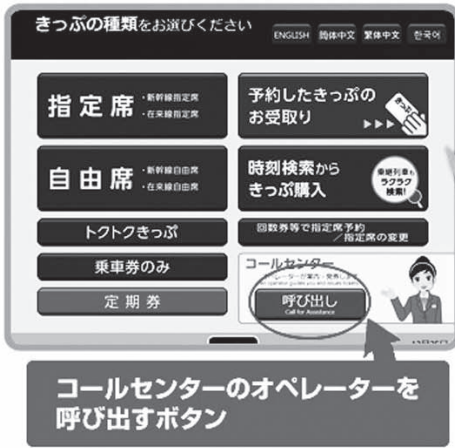 きっぷの種類をお選びください
ENGLISH 简体中文 繁体中文 한국어
指定席
・新幹線指定席
・在来線指定席
予約したきっぷの
お受取り
きっぷ
自由席
・新幹線自由席
・在来線自由席
時刻検索から
きっぷ購入
乗継列車も
ラクラク
検索!
トクトクきっぷ
回数券等で指定席予約
/指定席の変更
乗車券のみ
コールセンター
定期券
呼び出し
Call for Assistance
コールセンターのオペレーターを
呼び出すボタン